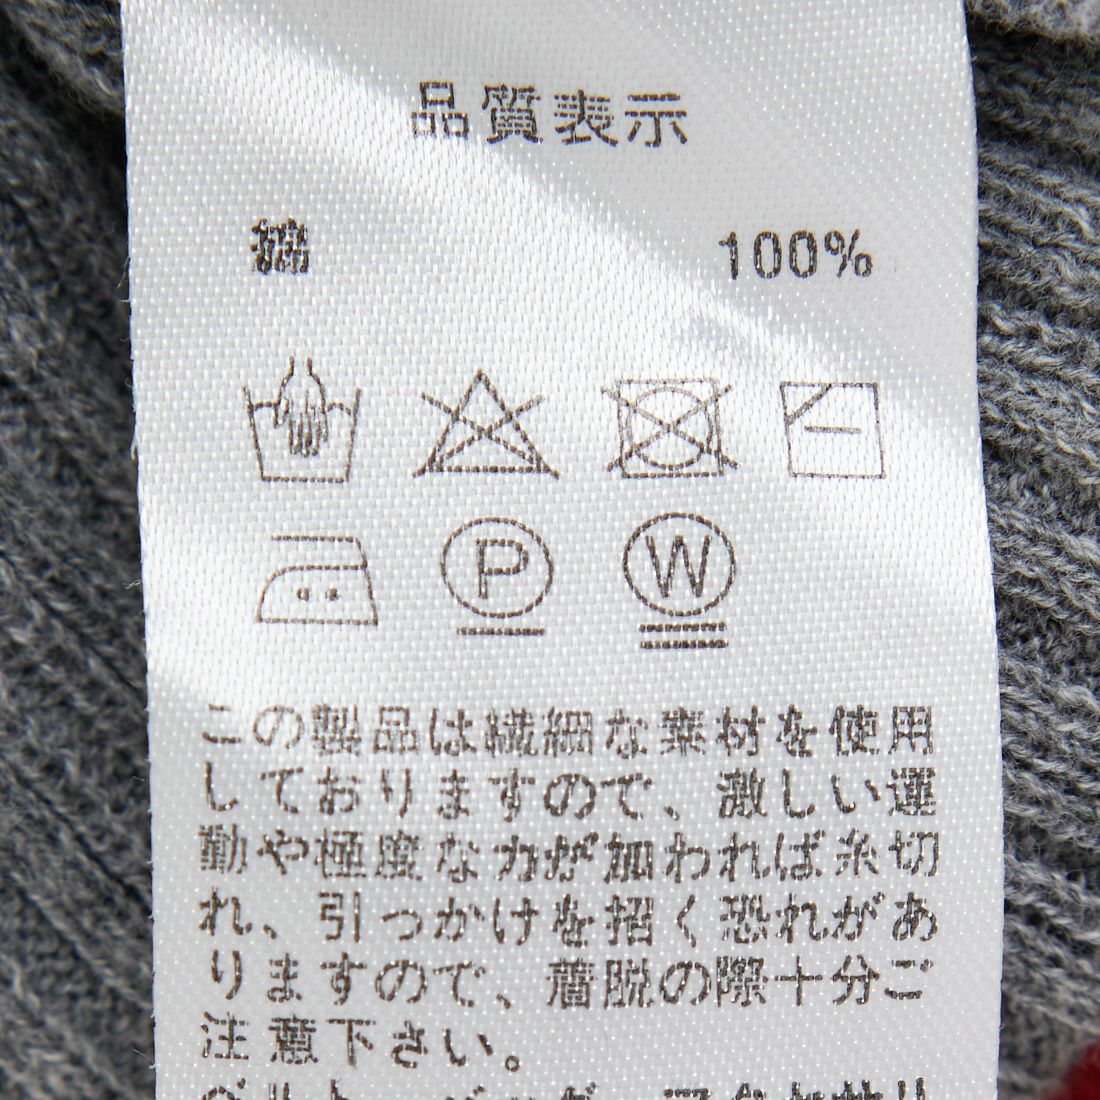 品質表示
綿 100%
P W
この製品は繊細な素材を使用
しておりますので、激しい運
動や極度な力が加われば糸切
れ、引っかけを招く恐れがあ
りますので、着脱の際十分ご
注意下さい。